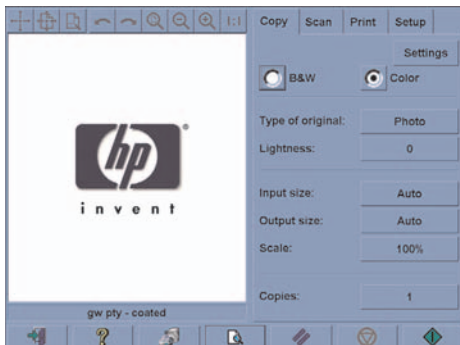 1:1
Copy Scan Print Setup
Settings
B&W Color
Type of original: Photo
Lightness: 0
Input size: Auto
Output size: Auto
Scale: 100%
Copies: 1
hp
invent
gw pty - coated